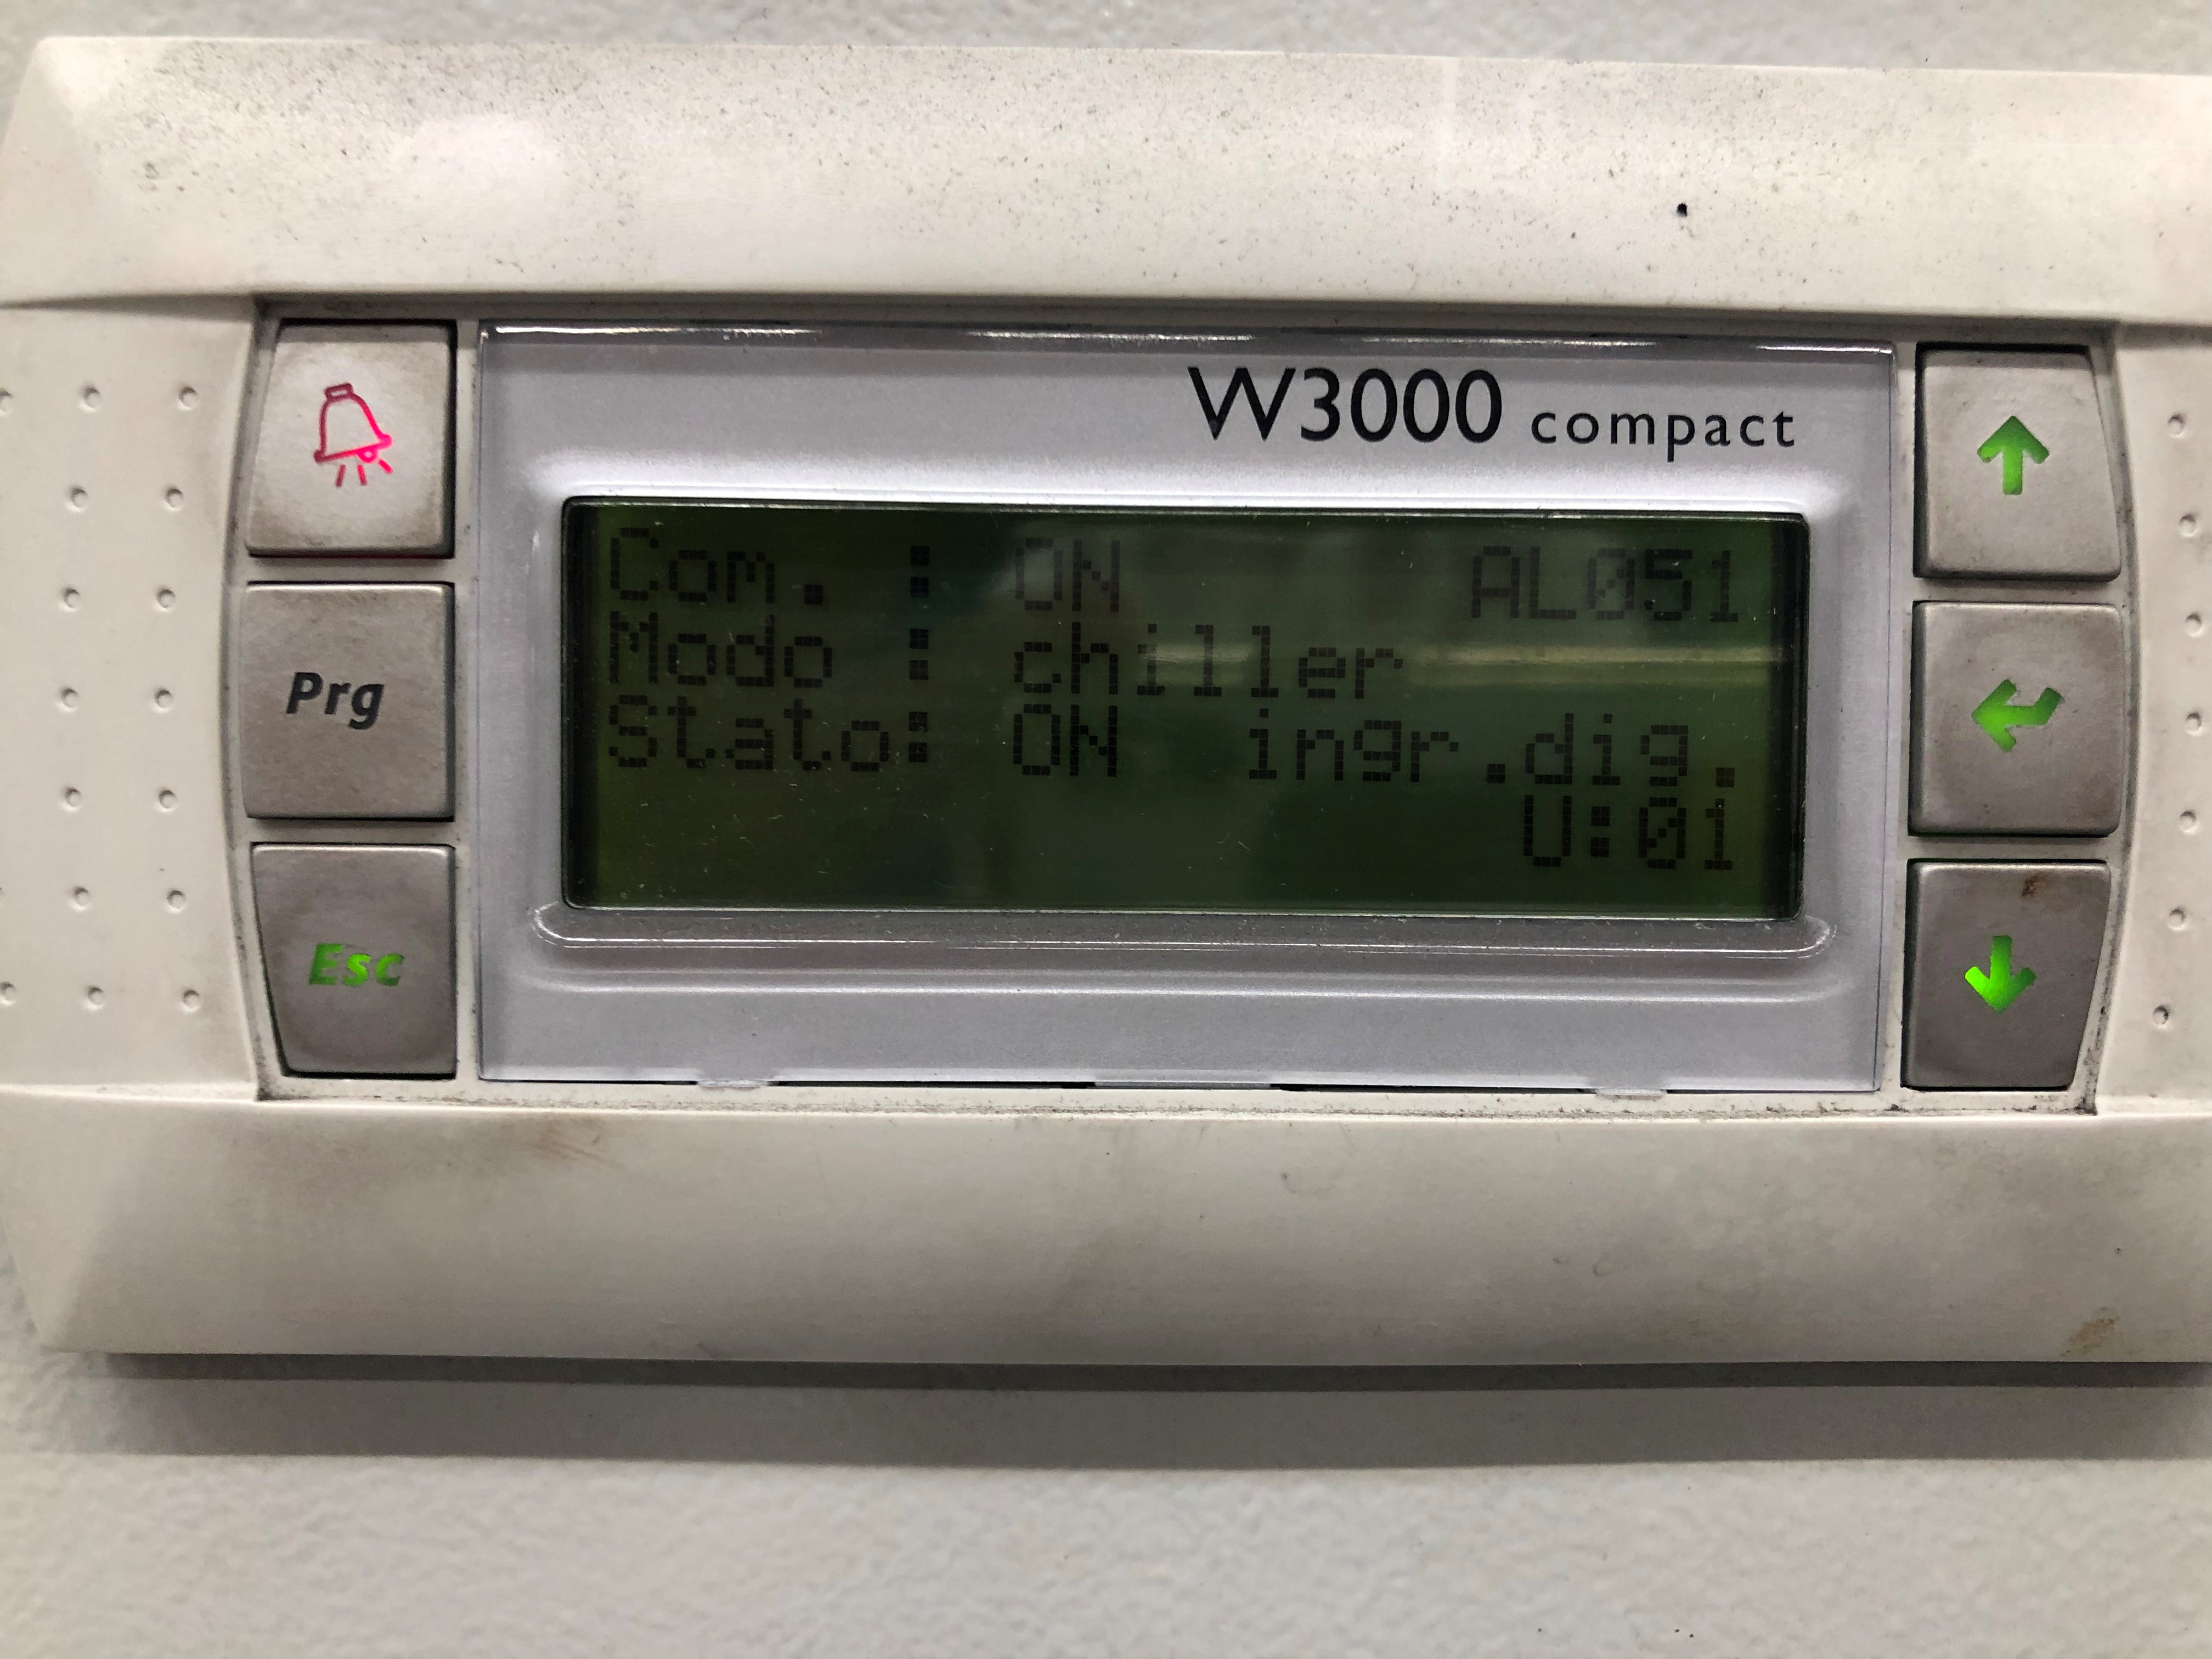 W3000 compact
Com. : ON AL051
Modo : chiller
Stato: ON ingr.dig.
U:01
Prg
Esc